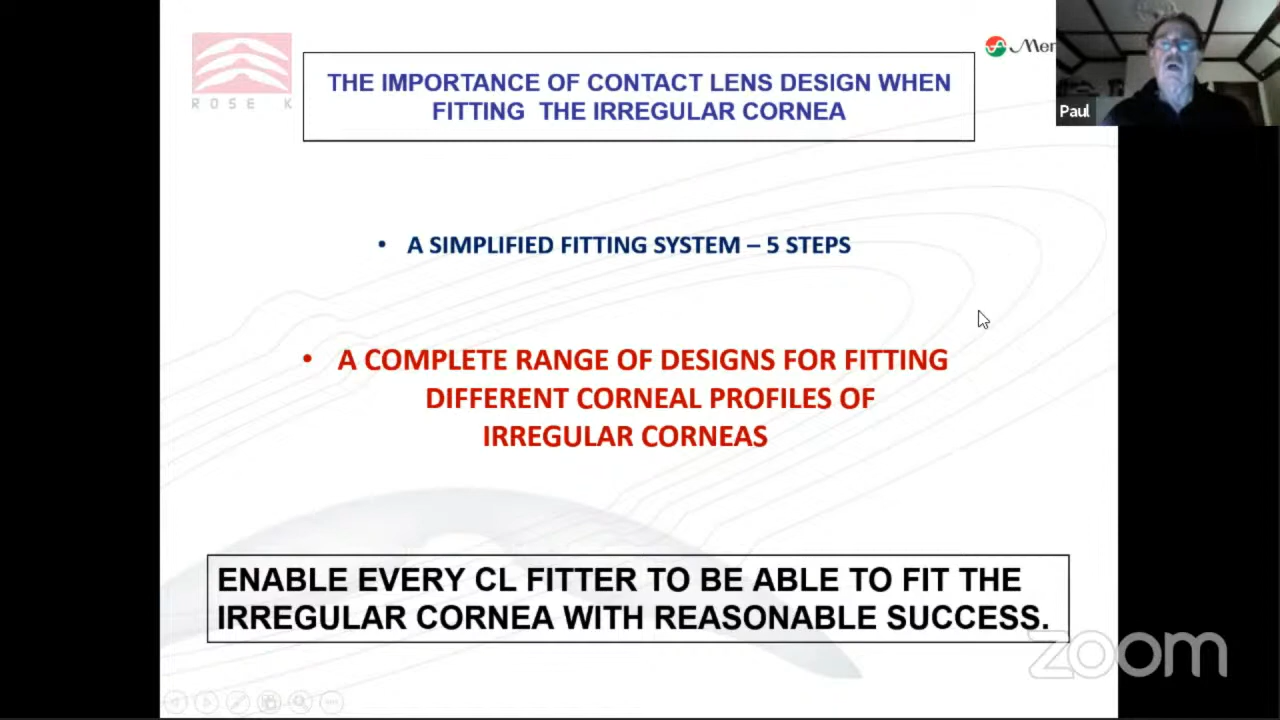 ROSE K
THE IMPORTANCE OF CONTACT LENS DESIGN WHEN
FITTING THE IRREGULAR CORNEA
Paul
• A SIMPLIFIED FITTING SYSTEM – 5 STEPS
• A COMPLETE RANGE OF DESIGNS FOR FITTING
DIFFERENT CORNEAL PROFILES OF
IRREGULAR CORNEAS
ENABLE EVERY CL FITTER TO BE ABLE TO FIT THE
IRREGULAR CORNEA WITH REASONABLE SUCCESS.
zoom